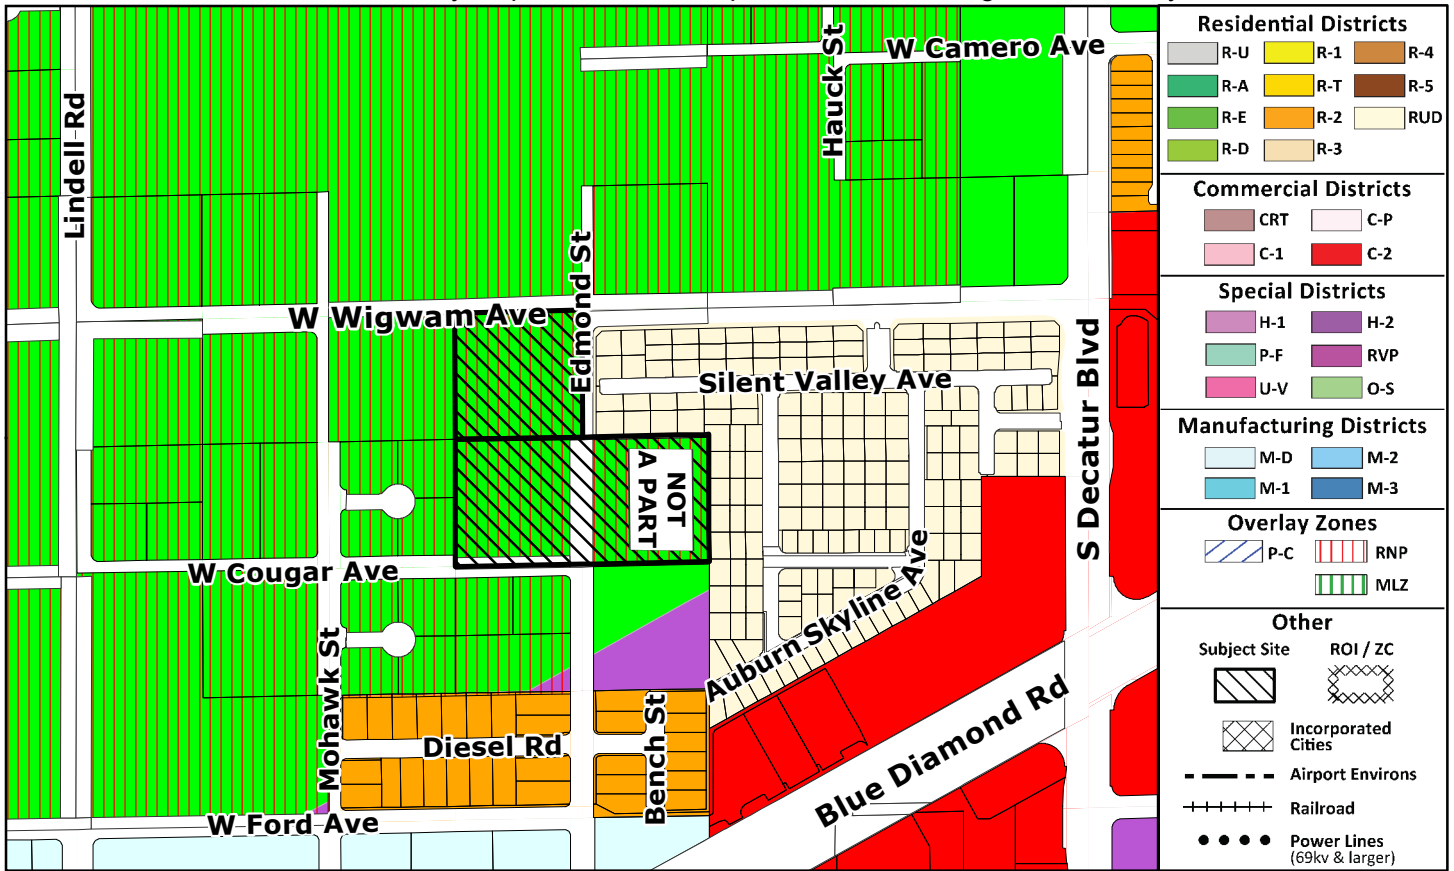 W Camero Ave
Hauck St
Lindell Rd
Edmond St
W Wigwam Ave
Silent Valley Ave
S Decatur Blvd
NOT
A PART
W Cougar Ave
Auburn Skyline Ave
Mohawk St
Bench St
Diesel Rd
Blue Diamond Rd
W Ford Ave
Residential Districts
R-U R-1 R-4
R-A R-T R-5
R-E R-2 RUD
R-D R-3
Commercial Districts
CRT C-P
C-1 C-2
Special Districts
H-1 H-2
P-F RVP
U-V O-S
Manufacturing Districts
M-D M-2
M-1 M-3
Overlay Zones
P-C RNP
MLZ
Other
Subject Site ROI / ZC
Incorporated
Cities
Airport Environs
Railroad
Power Lines
(69kv & larger)